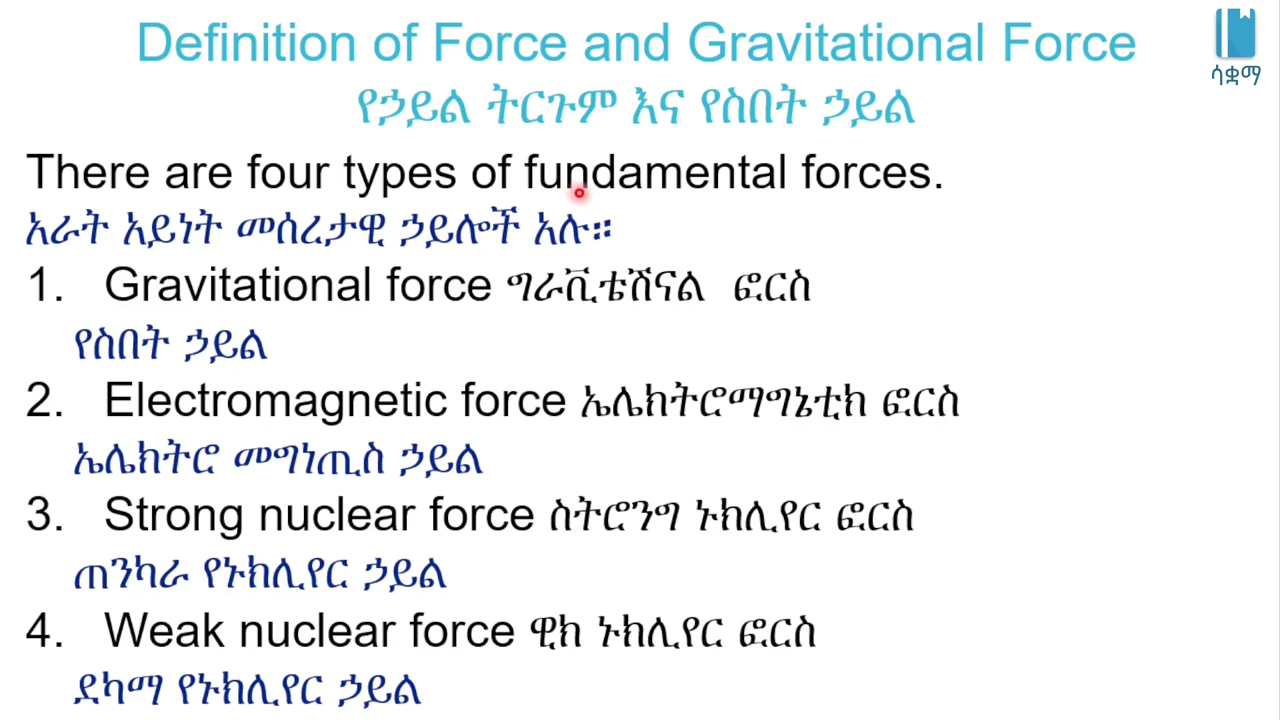 Definition of Force and Gravitational Force
ሳቋማ
የኃይል ትርጉም እና የስበት ኃይል
There are four types of fundamental forces.
አራት አይነት መሰረታዊ ኃይሎች አሉ።
1. Gravitational force ግራቪቴሽናል ፎርስ
የስበት ኃይል
2. Electromagnetic force ኤሌክትሮማግኔቲክ ፎርስ
ኤሌክትሮ መግነጢስ ኃይል
3. Strong nuclear force ስትሮንግ ኑክሊየር ፎርስ
ጠንካራ የኑክሊየር ኃይል
4. Weak nuclear force ዊክ ኑክሊየር ፎርስ
ደካማ የኑክሊየር ኃይል